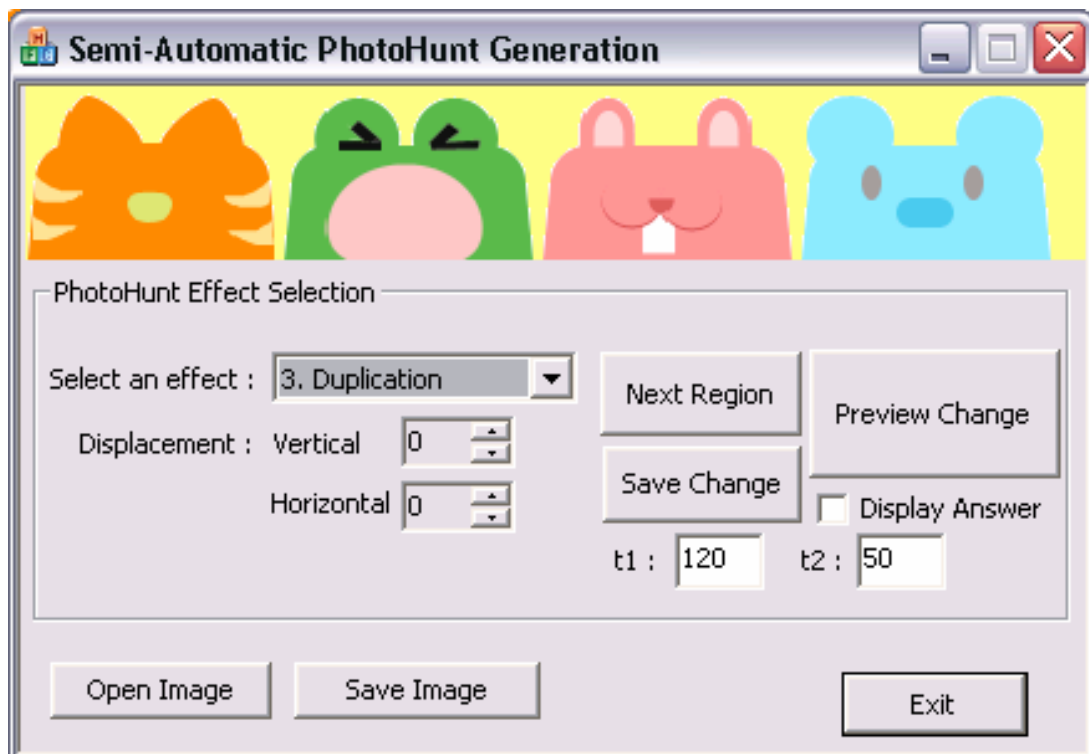 Semi-Automatic PhotoHunt Generation
PhotoHunt Effect Selection
Select an effect : 3. Duplication
Next Region
Preview Change
Displacement : Vertical 0
Save Change
Horizontal 0
Display Answer
t1 : 120 t2 : 50
Open Image Save Image Exit